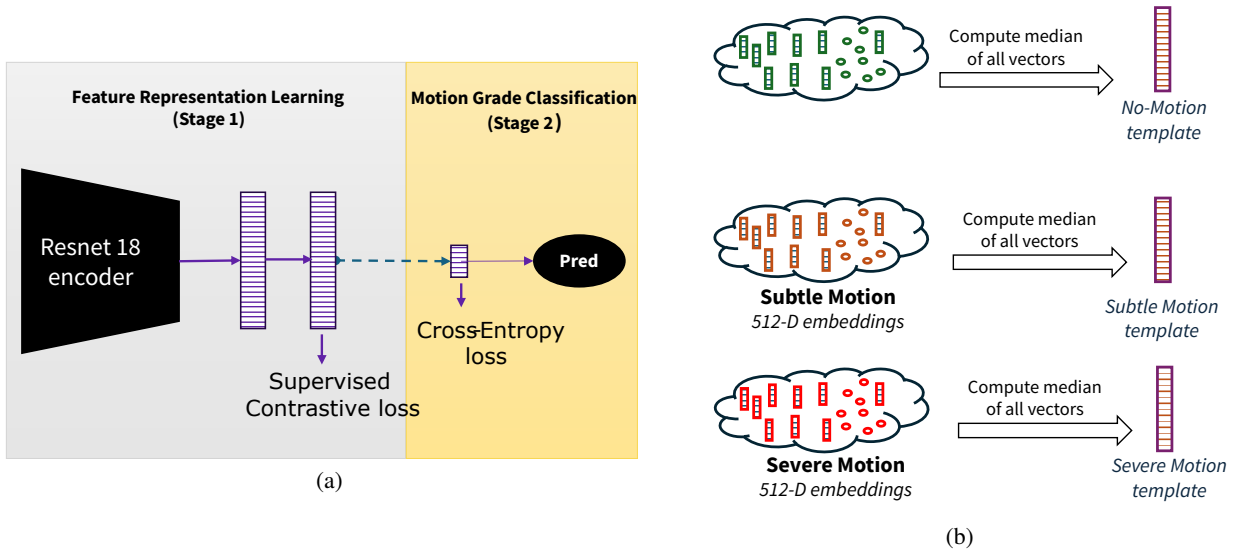 Feature Representation Learning
(Stage 1)
Motion Grade Classification
(Stage 2)
Resnet 18
encoder
Pred
Cross-Entropy
loss
Supervised
Contrastive loss
(a)
Compute median
of all vectors
No-Motion
template
Compute median
of all vectors
Subtle Motion
512-D embeddings
Subtle Motion
template
Compute median
of all vectors
Severe Motion
512-D embeddings
Severe Motion
template
(b)